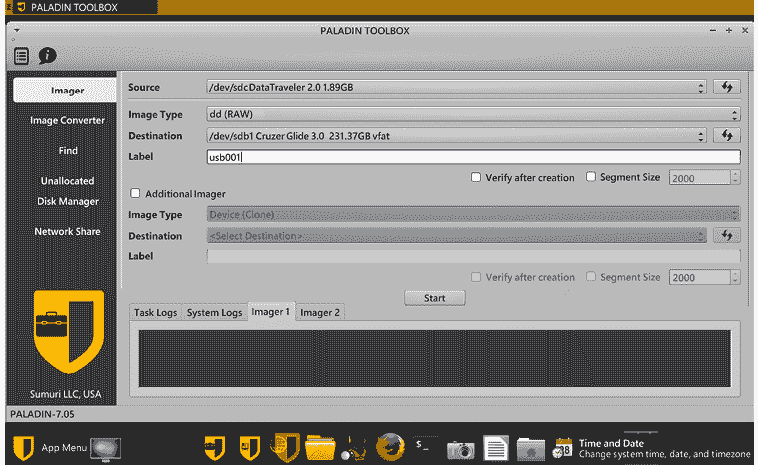 PALADIN TOOLBOX
PALADIN TOOLBOX
Imager
Image Converter
Find
Unallocated
Disk Manager
Network Share
Sumuri LLC, USA
Source /dev/sdcDataTraveler 2.0 1.89GB
Image Type dd (RAW)
Destination /dev/sdb1 Cruzer Glide 3.0 231.37GB vfat
Label usb001
Verify after creation Segment Size 2000
Additional Imager
Image Type Device (Clone)
Destination <Select Destination>
Label
Verify after creation Segment Size 2000
Start
Task Logs System Logs Imager 1 Imager 2
PALADIN-7.05
App Menu
$_
38
Time and Date
Change system time, date, and timezone